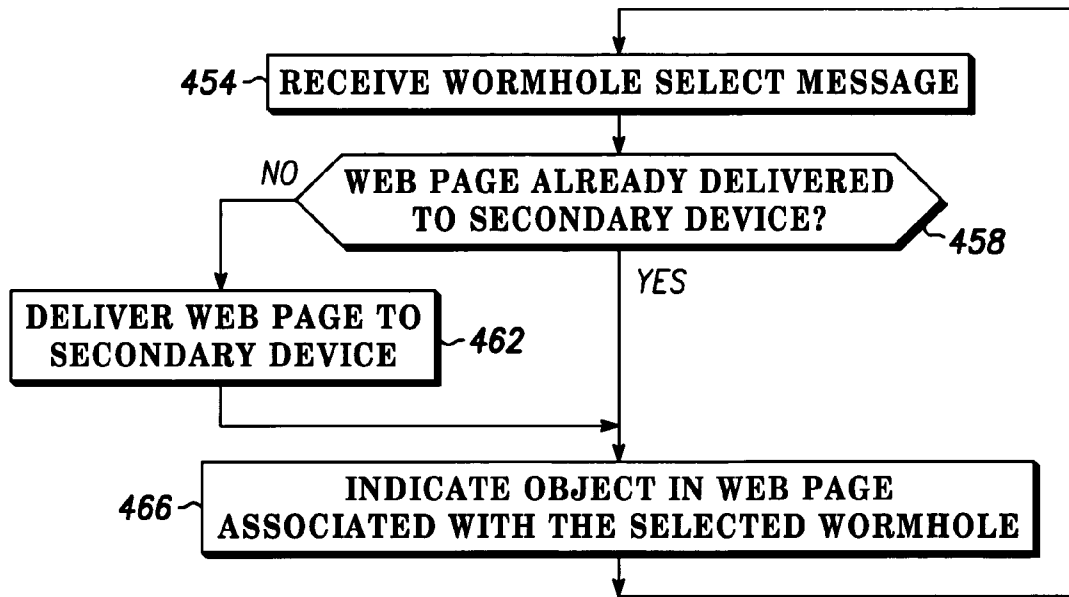 454
RECEIVE WORMHOLE SELECT MESSAGE
NO
WEB PAGE ALREADY DELIVERED
TO SECONDARY DEVICE?
458
YES
DELIVER WEB PAGE TO
SECONDARY DEVICE
462
466
INDICATE OBJECT IN WEB PAGE
ASSOCIATED WITH THE SELECTED WORMHOLE